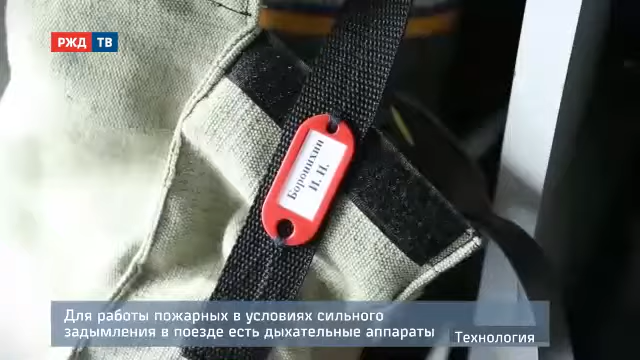 РЖД ТВ
Боронихин
И. Н.
Для работы пожарных в условиях сильного
задымления в поезде есть дыхательные аппараты
Технология